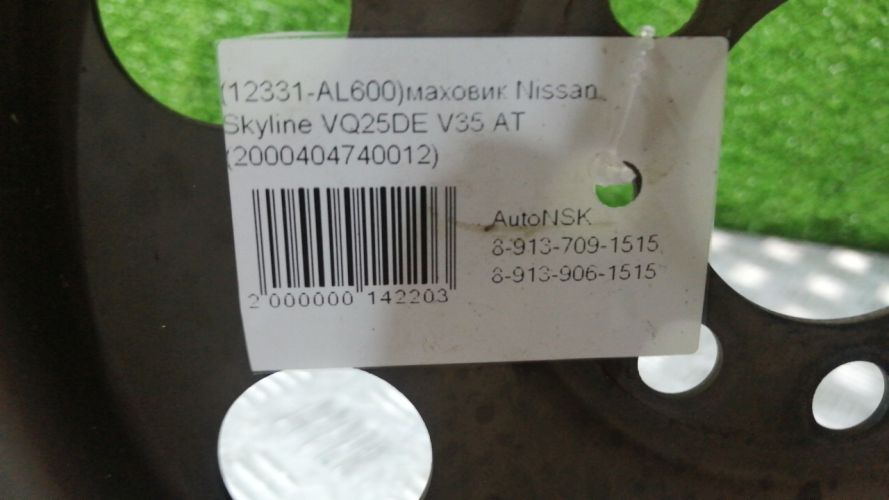 (12331-AL600)маховик Nissan
Skyline VQ25DE V35 AT
(2000404740012)
AutoNSK
8-913-709-1515,
8-913-906-1515
2 000000 142203